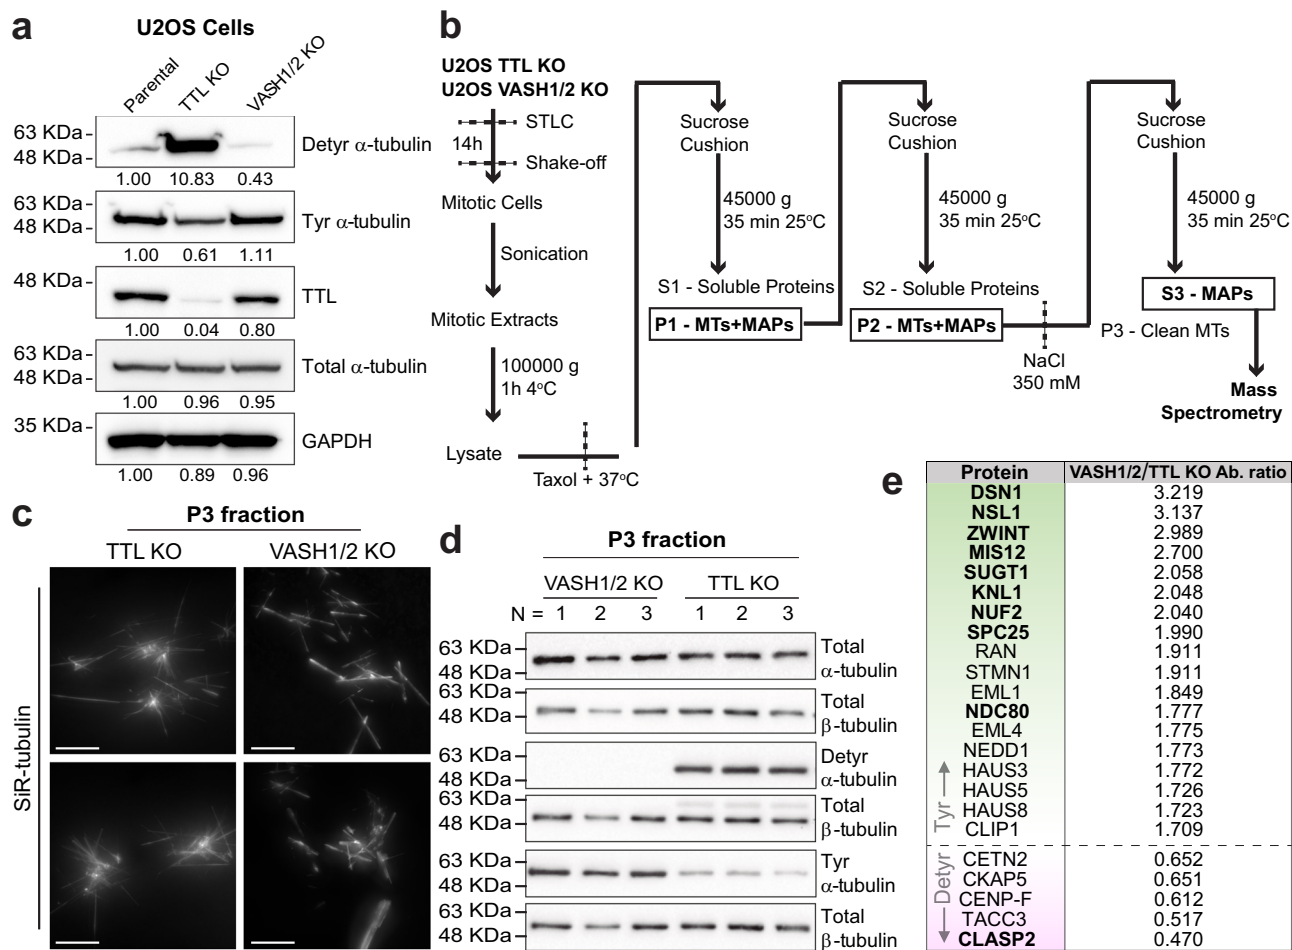 a
U2OS Cells
Parental
TTL KO
VASH1/2 KO
63 KDa
48 KDa
Detyr α-tubulin
1.00 10.83 0.43
63 KDa
48 KDa
Tyr α-tubulin
1.00 0.61 1.11
48 KDa
TTL
1.00 0.04 0.80
63 KDa
48 KDa
Total α-tubulin
1.00 0.96 0.95
35 KDa
GAPDH
1.00 0.89 0.96
b
U2OS TTL KO
U2OS VASH1/2 KO
STLC
14h
Shake-off
Mitotic Cells
Sonication
Mitotic Extracts
100000 g
1h 4ºC
Lysate
Taxol + 37ºC
Sucrose
Cushion
45000 g
35 min 25ºC
S1 - Soluble Proteins
P1 - MTs+MAPs
Sucrose
Cushion
45000 g
35 min 25ºC
S2 - Soluble Proteins
P2 - MTs+MAPs
NaCl
350 mM
Sucrose
Cushion
45000 g
35 min 25ºC
S3 - MAPs
P3 - Clean MTs
Mass
Spectrometry
c
P3 fraction
TTL KO VASH1/2 KO
SiR-tubulin
d
P3 fraction
VASH1/2 KO TTL KO
N = 1 2 3 1 2 3
63 KDa
48 KDa
Total
α-tubulin
63 KDa
48 KDa
Total
β-tubulin
63 KDa
48 KDa
Detyr
α-tubulin
63 KDa
48 KDa
Total
β-tubulin
63 KDa
48 KDa
Tyr
α-tubulin
63 KDa
48 KDa
Total
β-tubulin
e
Protein VASH1/2/TTL KO Ab. ratio
DSN1 3.219
NSL1 3.137
ZWINT 2.989
MIS12 2.700
SUGT1 2.058
KNL1 2.048
NUF2 2.040
SPC25 1.990
RAN 1.911
STMN1 1.911
EML1 1.849
NDC80 1.777
EML4 1.775
NEDD1 1.773
HAUS3 1.772
HAUS5 1.726
HAUS8 1.723
CLIP1 1.709
Tyr
CETN2 0.652
CKAP5 0.651
CENP-F 0.612
TACC3 0.517
CLASP2 0.470
Detyr